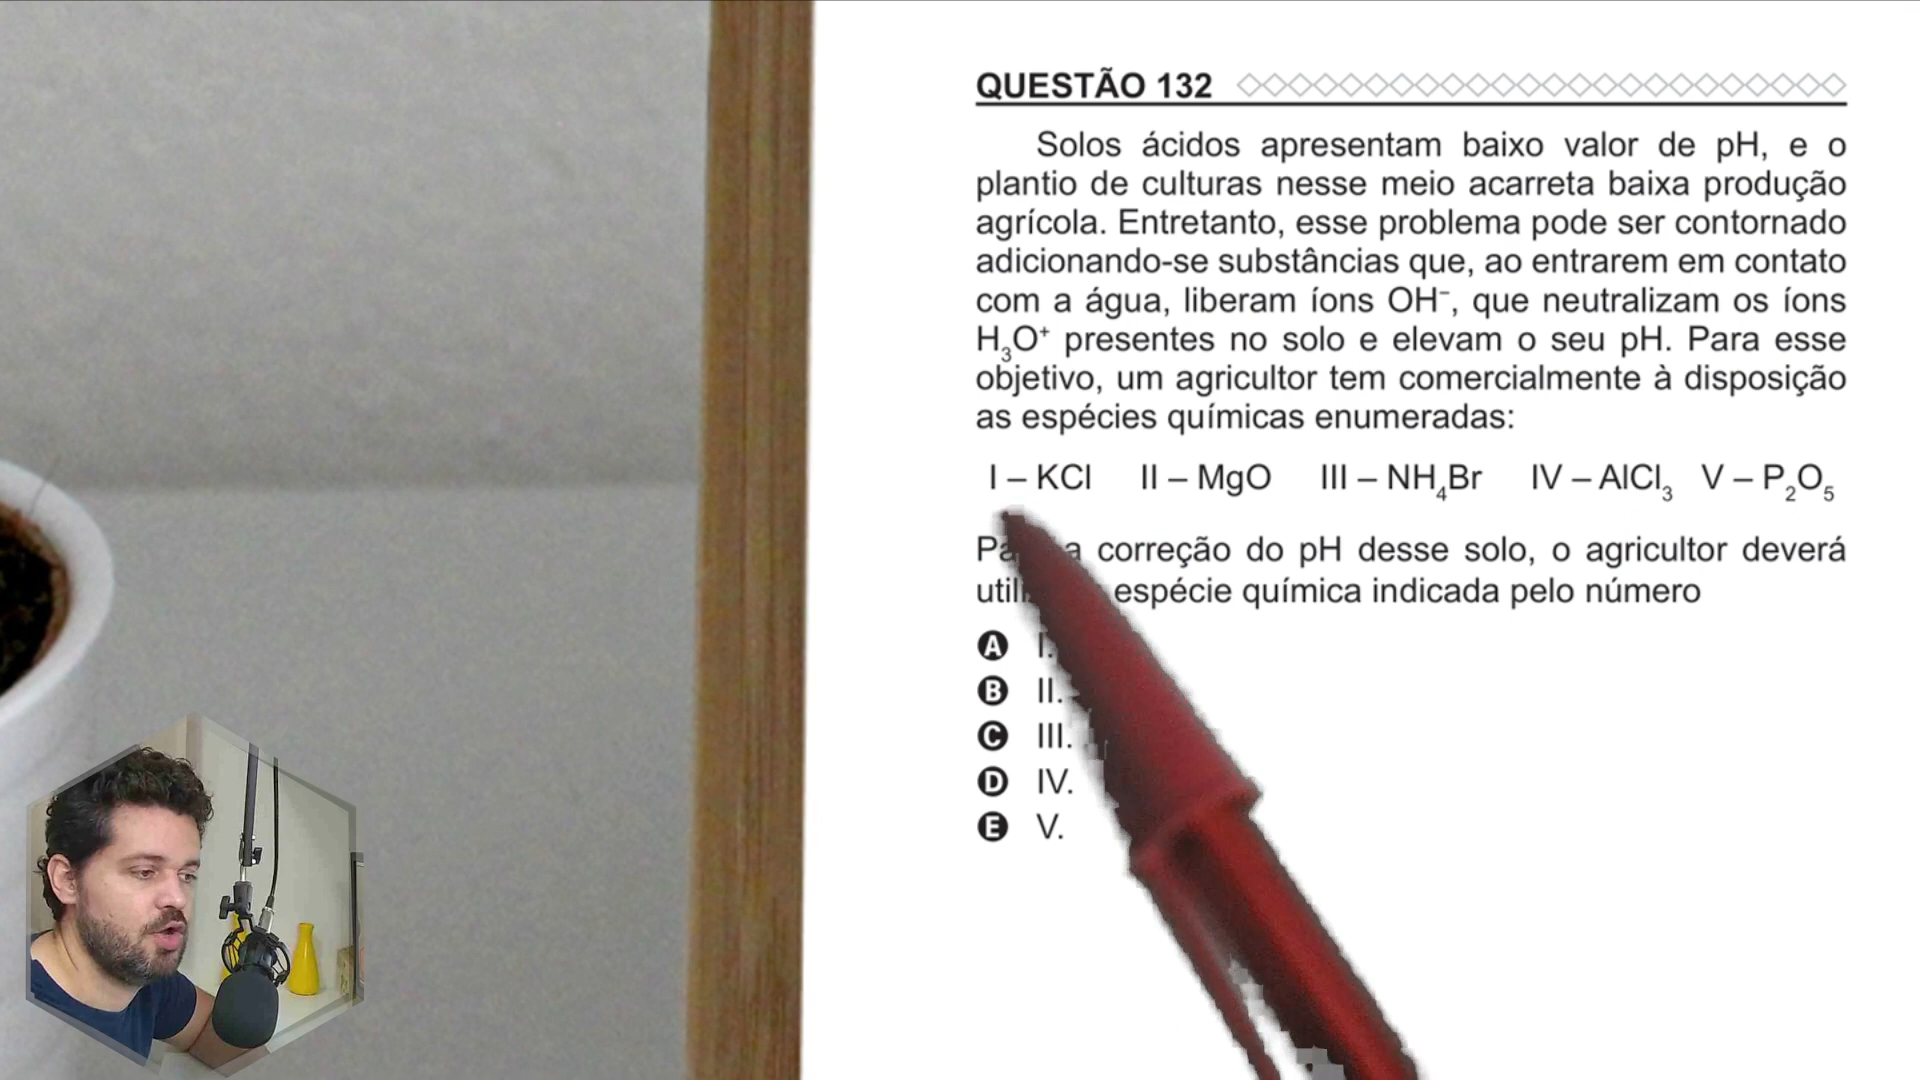 QUESTÃO 132
Solos ácidos apresentam baixo valor de pH, e o
plantio de culturas nesse meio acarreta baixa produção
agrícola. Entretanto, esse problema pode ser contornado
adicionando-se substâncias que, ao entrarem em contato
com a água, liberam íons OH⁻, que neutralizam os íons
H₃O⁺ presentes no solo e elevam o seu pH. Para esse
objetivo, um agricultor tem comercialmente à disposição
as espécies químicas enumeradas:
I – KCl II – MgO III – NH₄Br IV – AlCl₃ V – P₂O₅
correção do pH desse solo, o agricultor deverá
espécie química indicada pelo número
A I.
B II.
C III.
D IV.
E V.